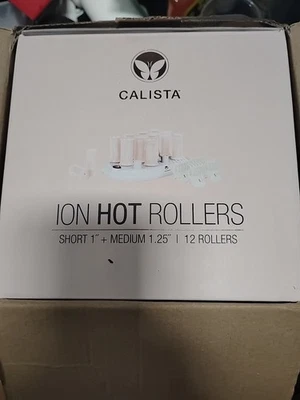 CALISTA
ION HOT ROLLERS
SHORT 1" + MEDIUM 1.25" | 12 ROLLERS